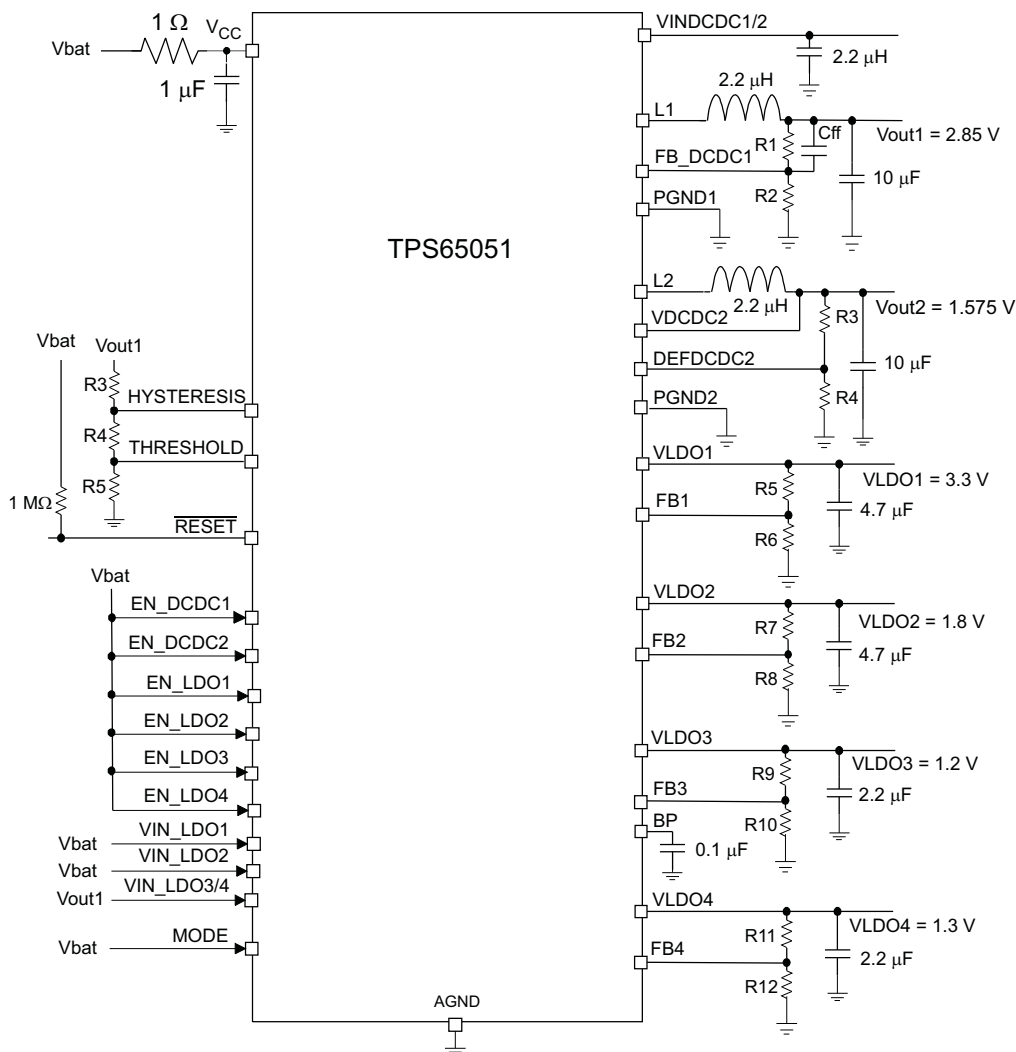 1 Ω
Vbat
VCC
1 μF
TPS65051
VINDCDC1/2
2.2 μH
2.2 μH
L1
Cff
R1
Vout1 = 2.85 V
FB_DCDC1
10 μF
R2
PGND1
L2
2.2 μH
Vout2 = 1.575 V
R3
VDCDC2
10 μF
DEFDCDC2
R4
PGND2
Vbat
Vout1
R3
HYSTERESIS
R4
THRESHOLD
R5
1 MΩ
RESET
VLDO1
VLDO1 = 3.3 V
R5
4.7 μF
FB1
R6
Vbat
EN_DCDC1
EN_DCDC2
EN_LDO1
EN_LDO2
EN_LDO3
EN_LDO4
VIN_LDO1
Vbat
VIN_LDO2
Vbat
VIN_LDO3/4
Vout1
MODE
Vbat
VLDO2
VLDO2 = 1.8 V
R7
4.7 μF
FB2
R8
VLDO3
VLDO3 = 1.2 V
R9
2.2 μF
FB3
R10
BP
0.1 μF
VLDO4
VLDO4 = 1.3 V
R11
2.2 μF
FB4
R12
AGND